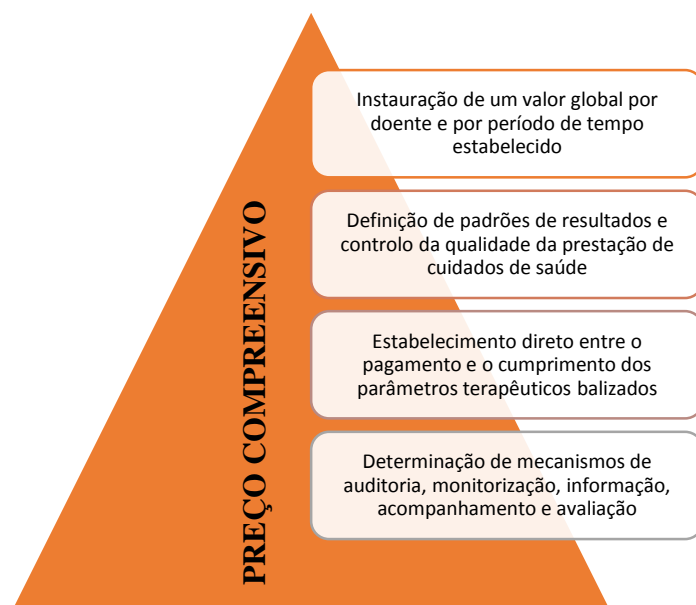 PREÇO COMPREENSIVO
Instauração de um valor global por
doente e por período de tempo
estabelecido
Definição de padrões de resultados e
controlo da qualidade da prestação de
cuidados de saúde
Estabelecimento direto entre o
pagamento e o cumprimento dos
parâmetros terapêuticos balizados
Determinação de mecanismos de
auditoria, monitorização, informação,
acompanhamento e avaliação